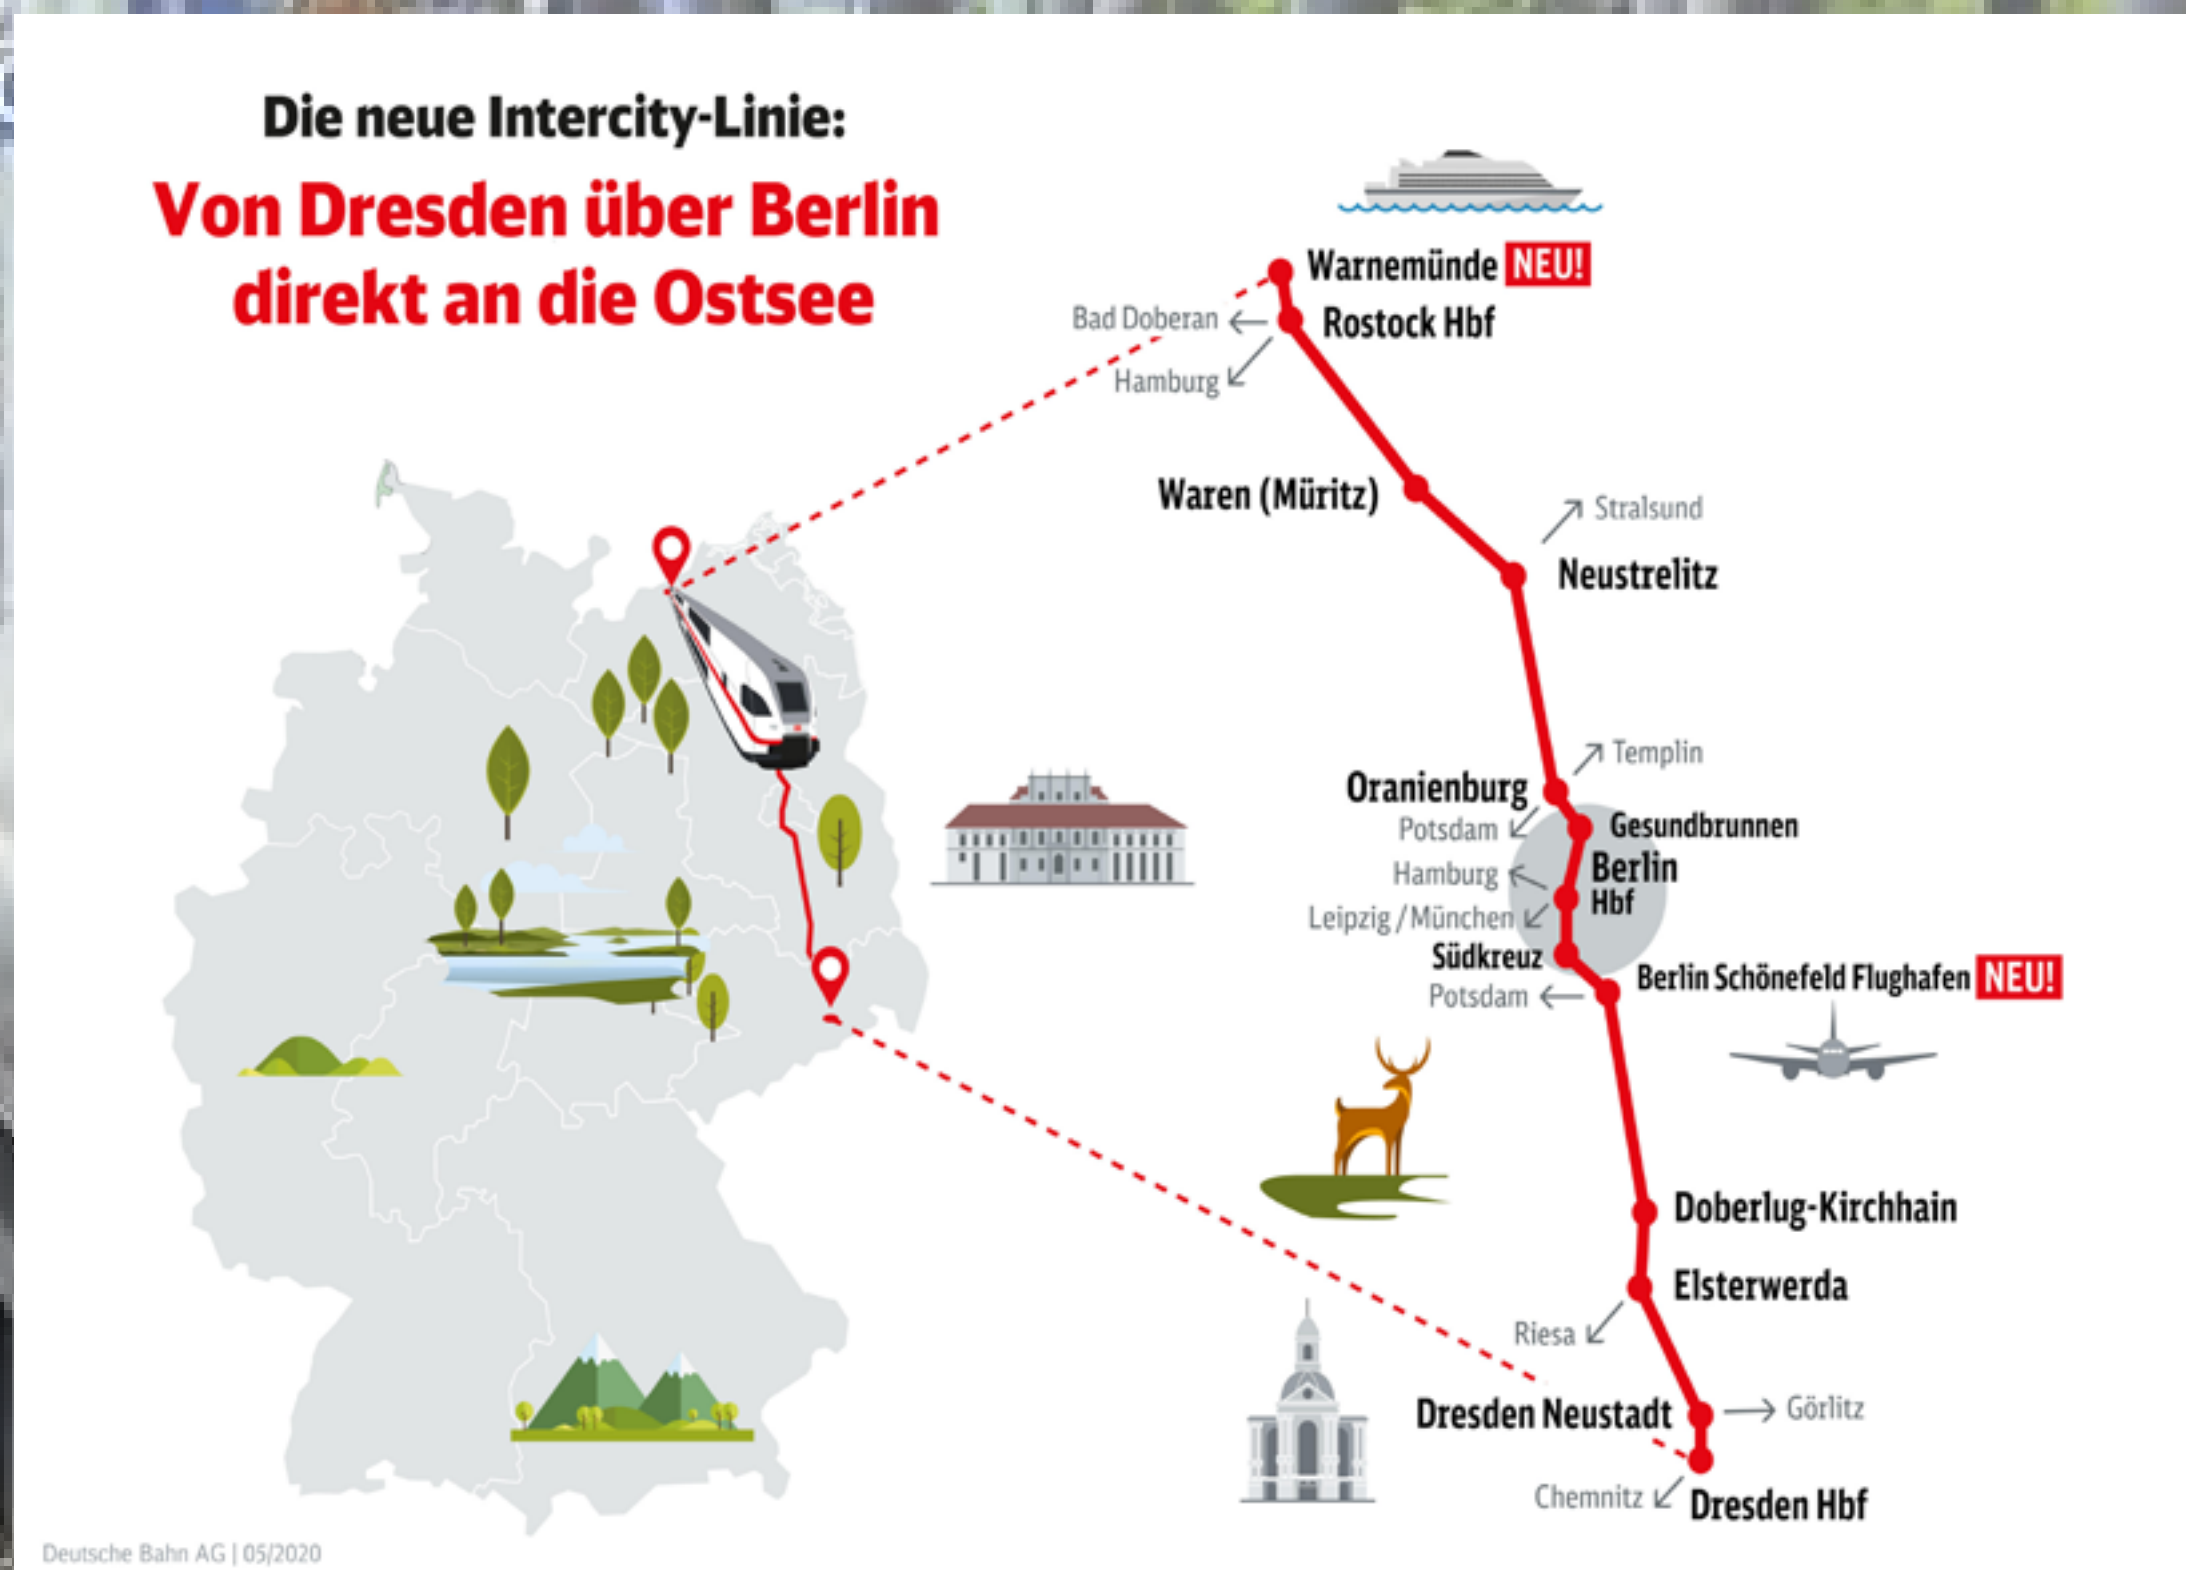 Die neue Intercity-Linie:
Von Dresden über Berlin
direkt an die Ostsee
Warnemünde NEU!
Bad Doberan
Rostock Hbf
Hamburg
Waren (Müritz)
Stralsund
Neustrelitz
Templin
Oranienburg
Potsdam
Gesundbrunnen
Hamburg
Berlin
Hbf
Leipzig / München
Südkreuz
Berlin Schönefeld Flughafen NEU!
Potsdam
Doberlug-Kirchhain
Elsterwerda
Riesa
Dresden Neustadt
Görlitz
Chemnitz
Dresden Hbf
Deutsche Bahn AG | 05/2020